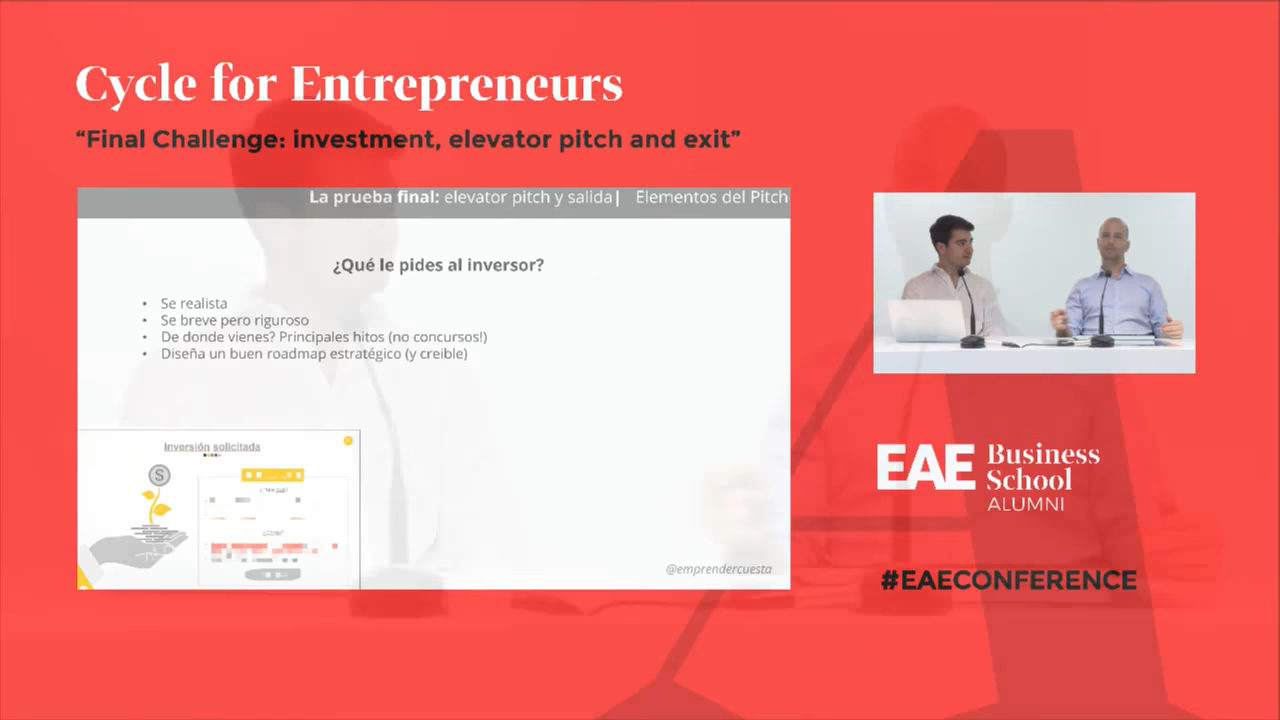 Cycle for Entrepreneurs
“Final Challenge: investment, elevator pitch and exit”
La prueba final: elevator pitch y salida| Elementos del Pitch
¿Qué le pides al inversor?
• Se realista
• Se breve pero riguroso
• De donde vienes? Principales hitos (no concursos!)
• Diseña un buen roadmap estratégico (y creible)
Inversión solicitada
$
@emprendercuesta
EAE Business
School
ALUMNI
#EAECONFERENCE